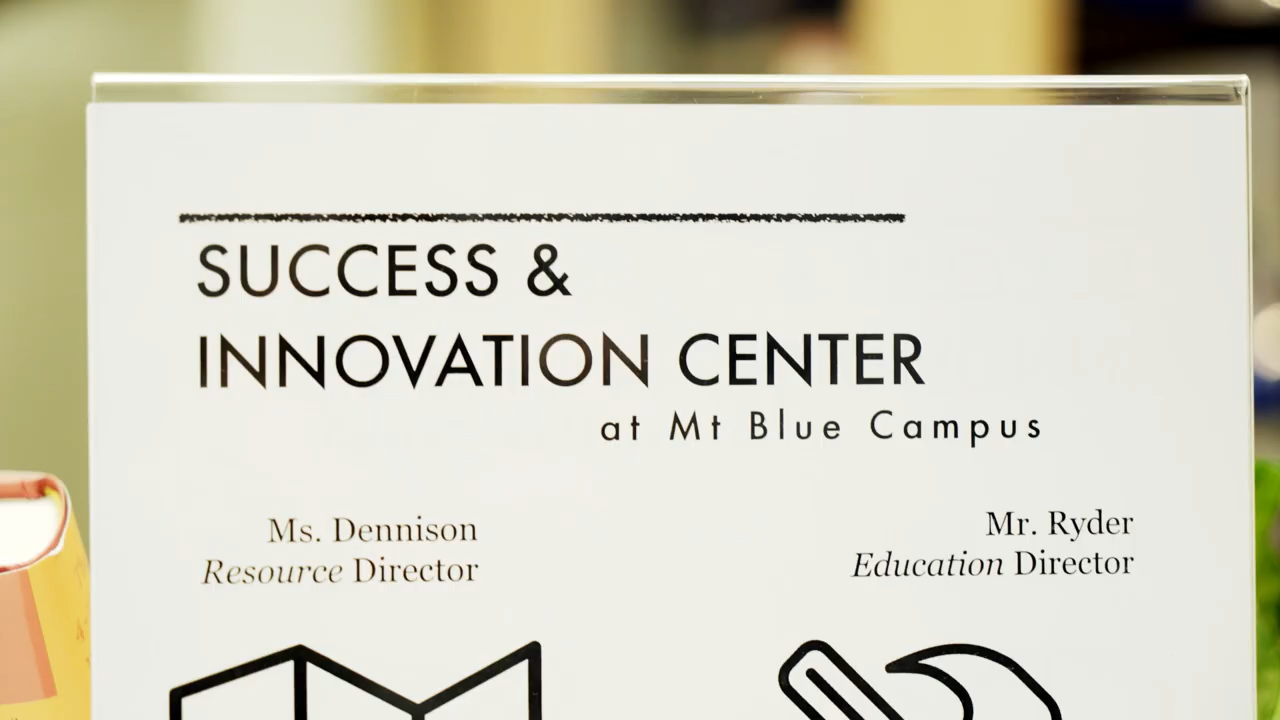 SUCCESS &
INNOVATION CENTER
at Mt Blue Campus
Ms. Dennison
Resource Director
Mr. Ryder
Education Director